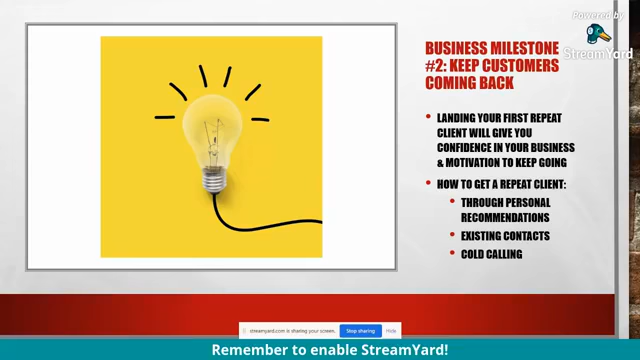 Powered by
StreamYard
BUSINESS MILESTONE
#2: KEEP CUSTOMERS
COMING BACK
• LANDING YOUR FIRST REPEAT
CLIENT WILL GIVE YOU
CONFIDENCE IN YOUR BUSINESS
& MOTIVATION TO KEEP GOING
• HOW TO GET A REPEAT CLIENT:
• THROUGH PERSONAL
RECOMMENDATIONS
• EXISTING CONTACTS
• COLD CALLING
streamyard.com is sharing your screen. Stop sharing Hide
Remember to enable StreamYard!